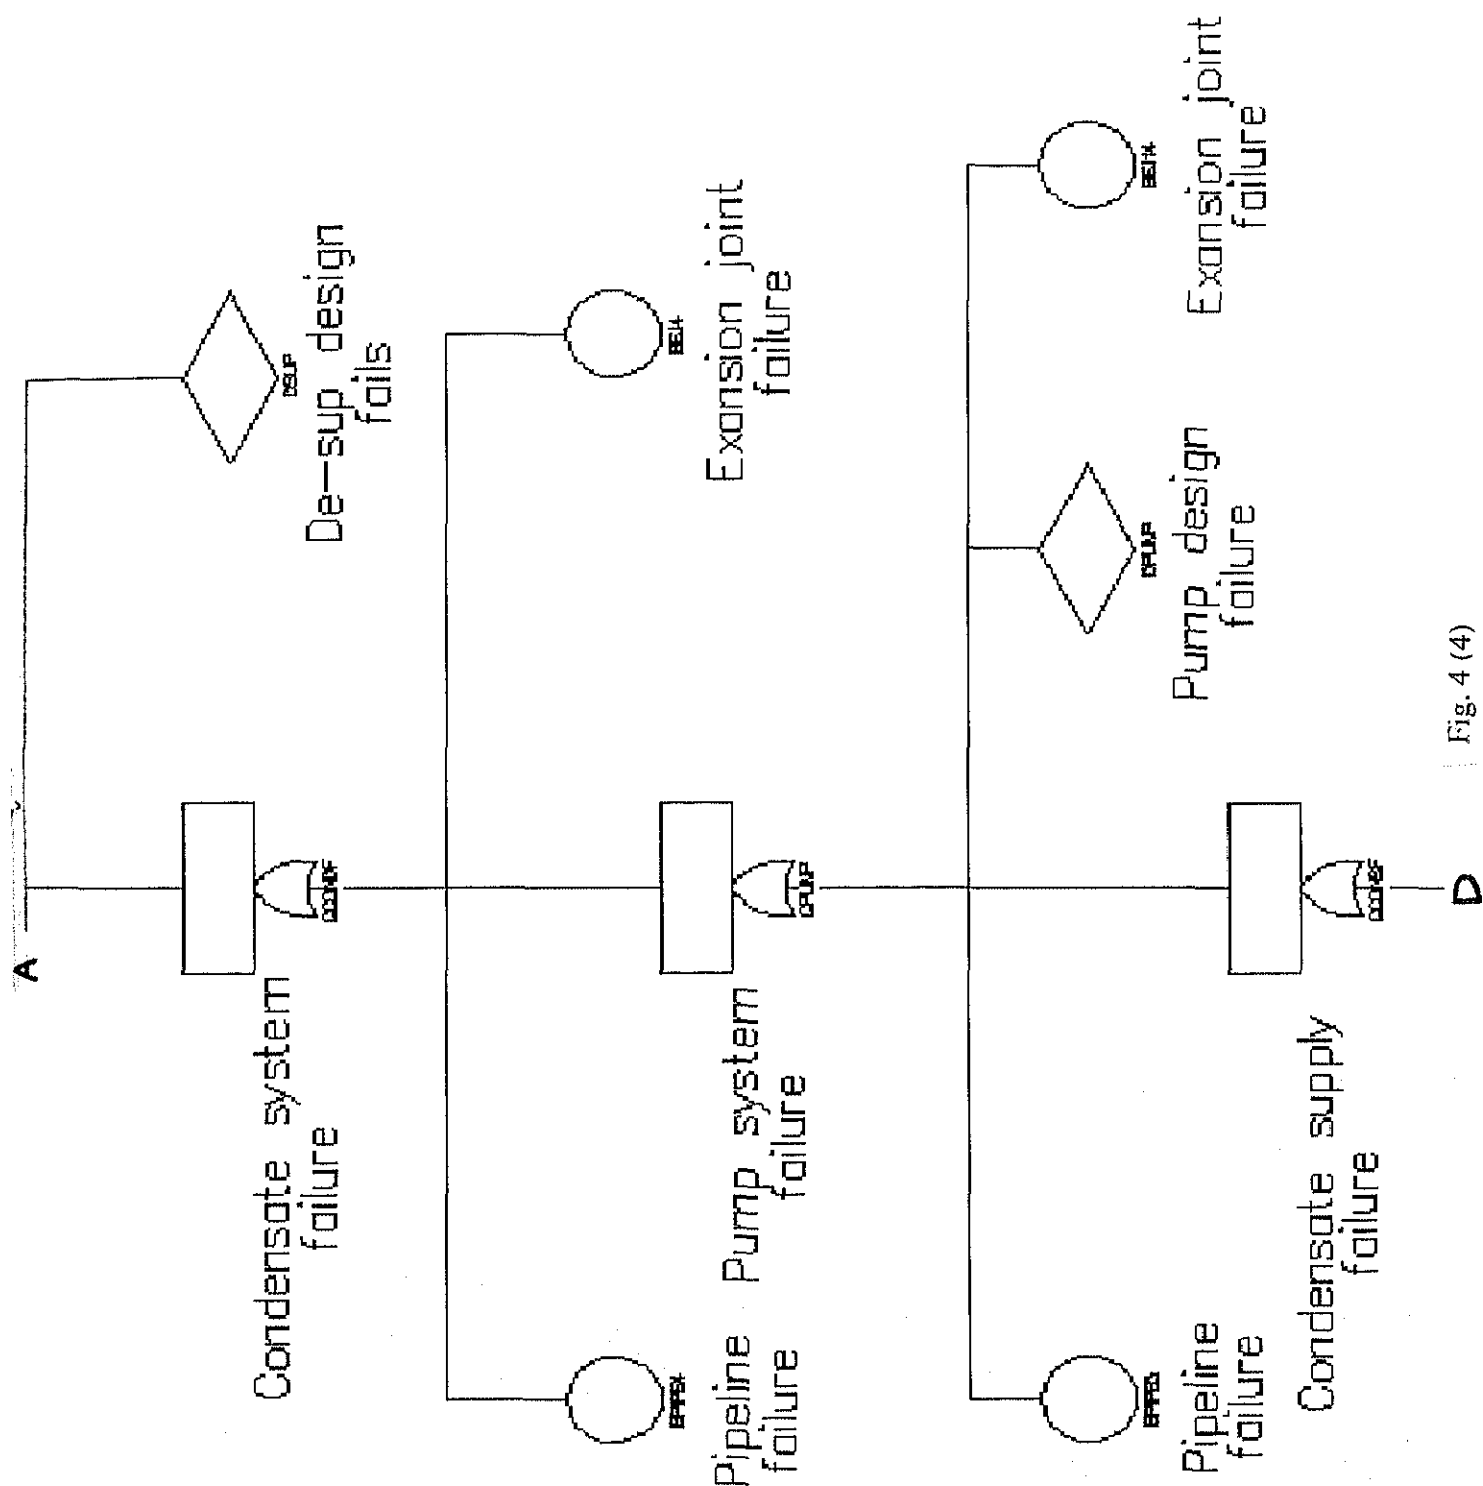 A
DSUP
De-sup design
fails
Condensate system
failure
Exansion joint
failure
Pipeline
failure
Pump system
failure
Pump design
failure
Exansion joint
failure
Pipeline
failure
Condensate supply
failure
D
Fig. 4 (4)